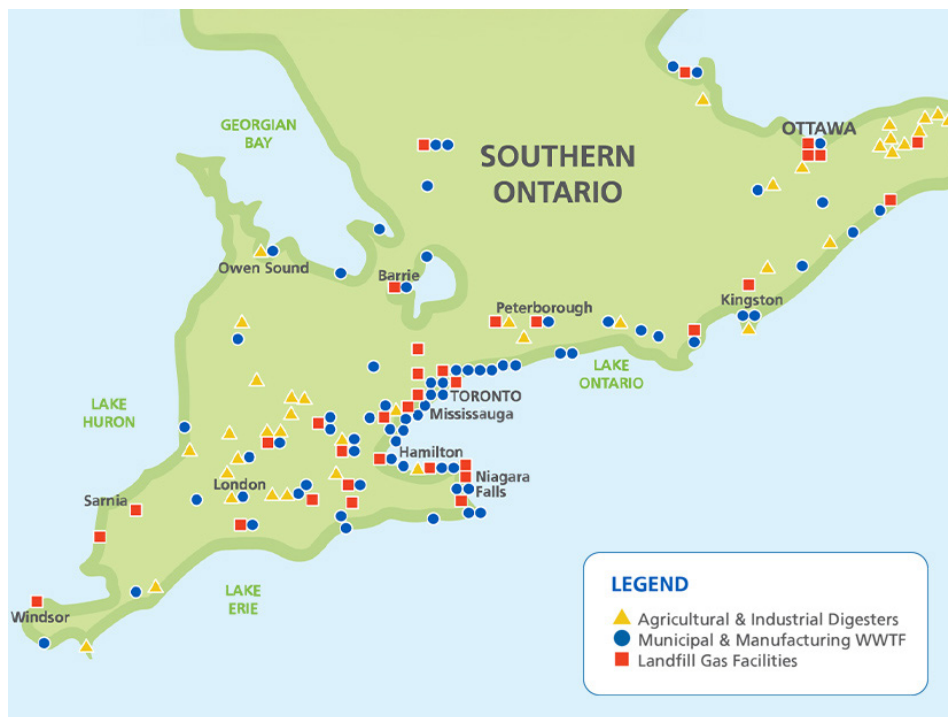 GEORGIAN
BAY
OTTAWA
SOUTHERN
ONTARIO
Owen Sound
Barrie
Peterborough
Kingston
LAKE
ONTARIO
TORONTO
Mississauga
LAKE
HURON
Hamilton
Niagara
Falls
London
Sarnia
LAKE
ERIE
Windsor
LEGEND
Agricultural & Industrial Digesters
Municipal & Manufacturing WWTF
Landfill Gas Facilities